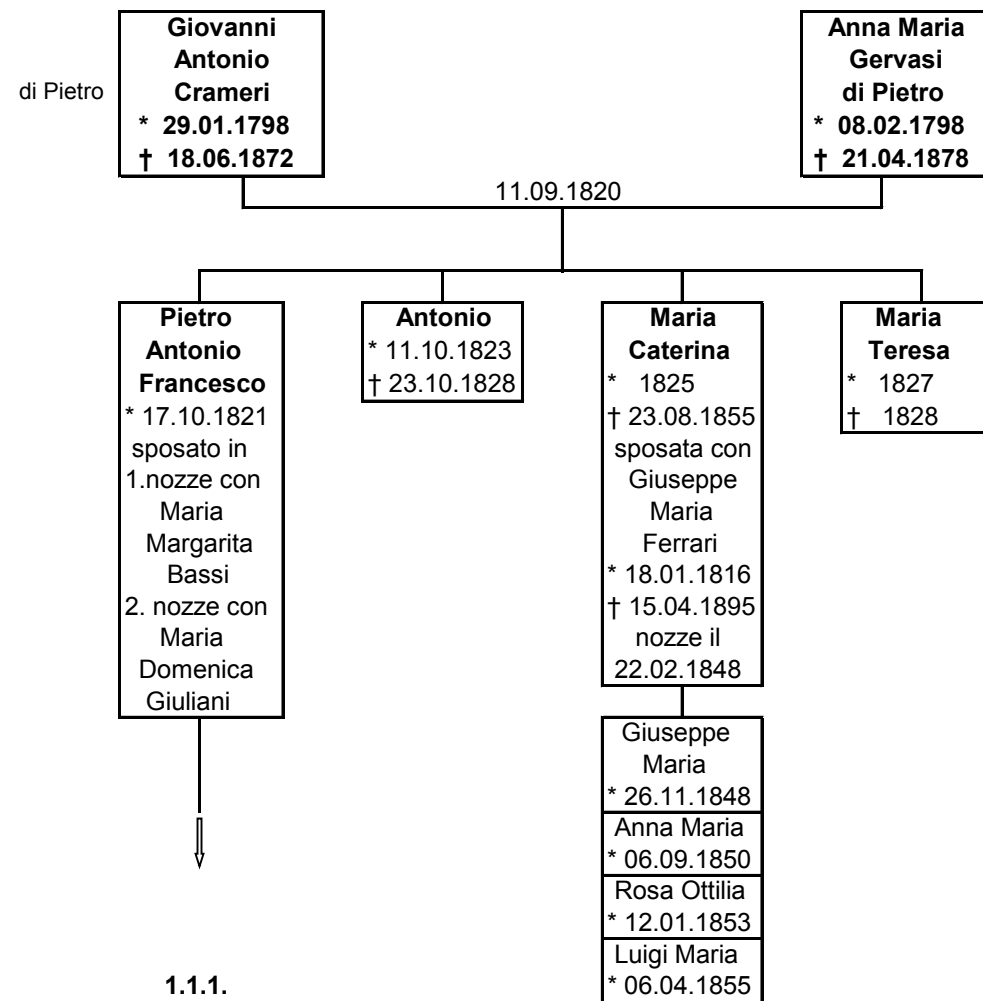 di Pietro
Giovanni
Antonio
Crameri
* 29.01.1798
† 18.06.1872
Anna Maria
Gervasi
di Pietro
* 08.02.1798
† 21.04.1878
11.09.1820
Pietro
Antonio
Francesco
* 17.10.1821
sposato in
1.nozze con
Maria
Margarita
Bassi
2. nozze con
Maria
Domenica
Giuliani
Antonio
* 11.10.1823
† 23.10.1828
Maria
Caterina
* 1825
† 23.08.1855
sposata con
Giuseppe
Maria
Ferrari
* 18.01.1816
† 15.04.1895
nozze il
22.02.1848
Maria
Teresa
* 1827
† 1828
Giuseppe
Maria
* 26.11.1848
Anna Maria
* 06.09.1850
Rosa Ottilia
* 12.01.1853
Luigi Maria
* 06.04.1855
1.1.1.